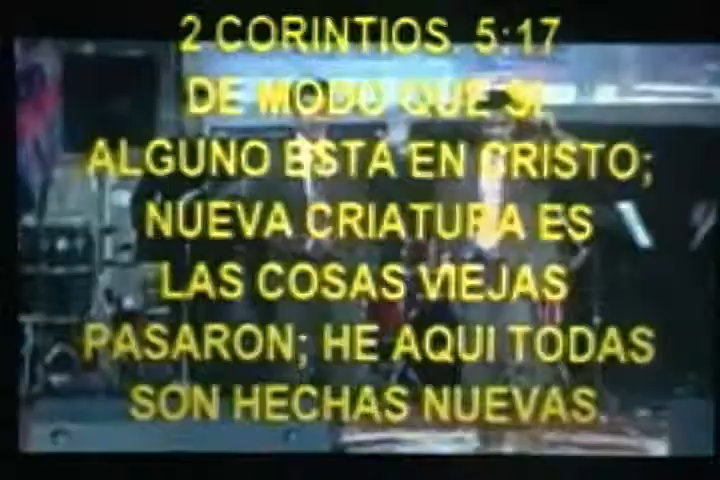 2 CORINTIOS. 5:17
DE MODO QUE SI
ALGUNO ESTA EN CRISTO;
NUEVA CRIATURA ES
LAS COSAS VIEJAS
PASARON; HE AQUI TODAS
SON HECHAS NUEVAS.